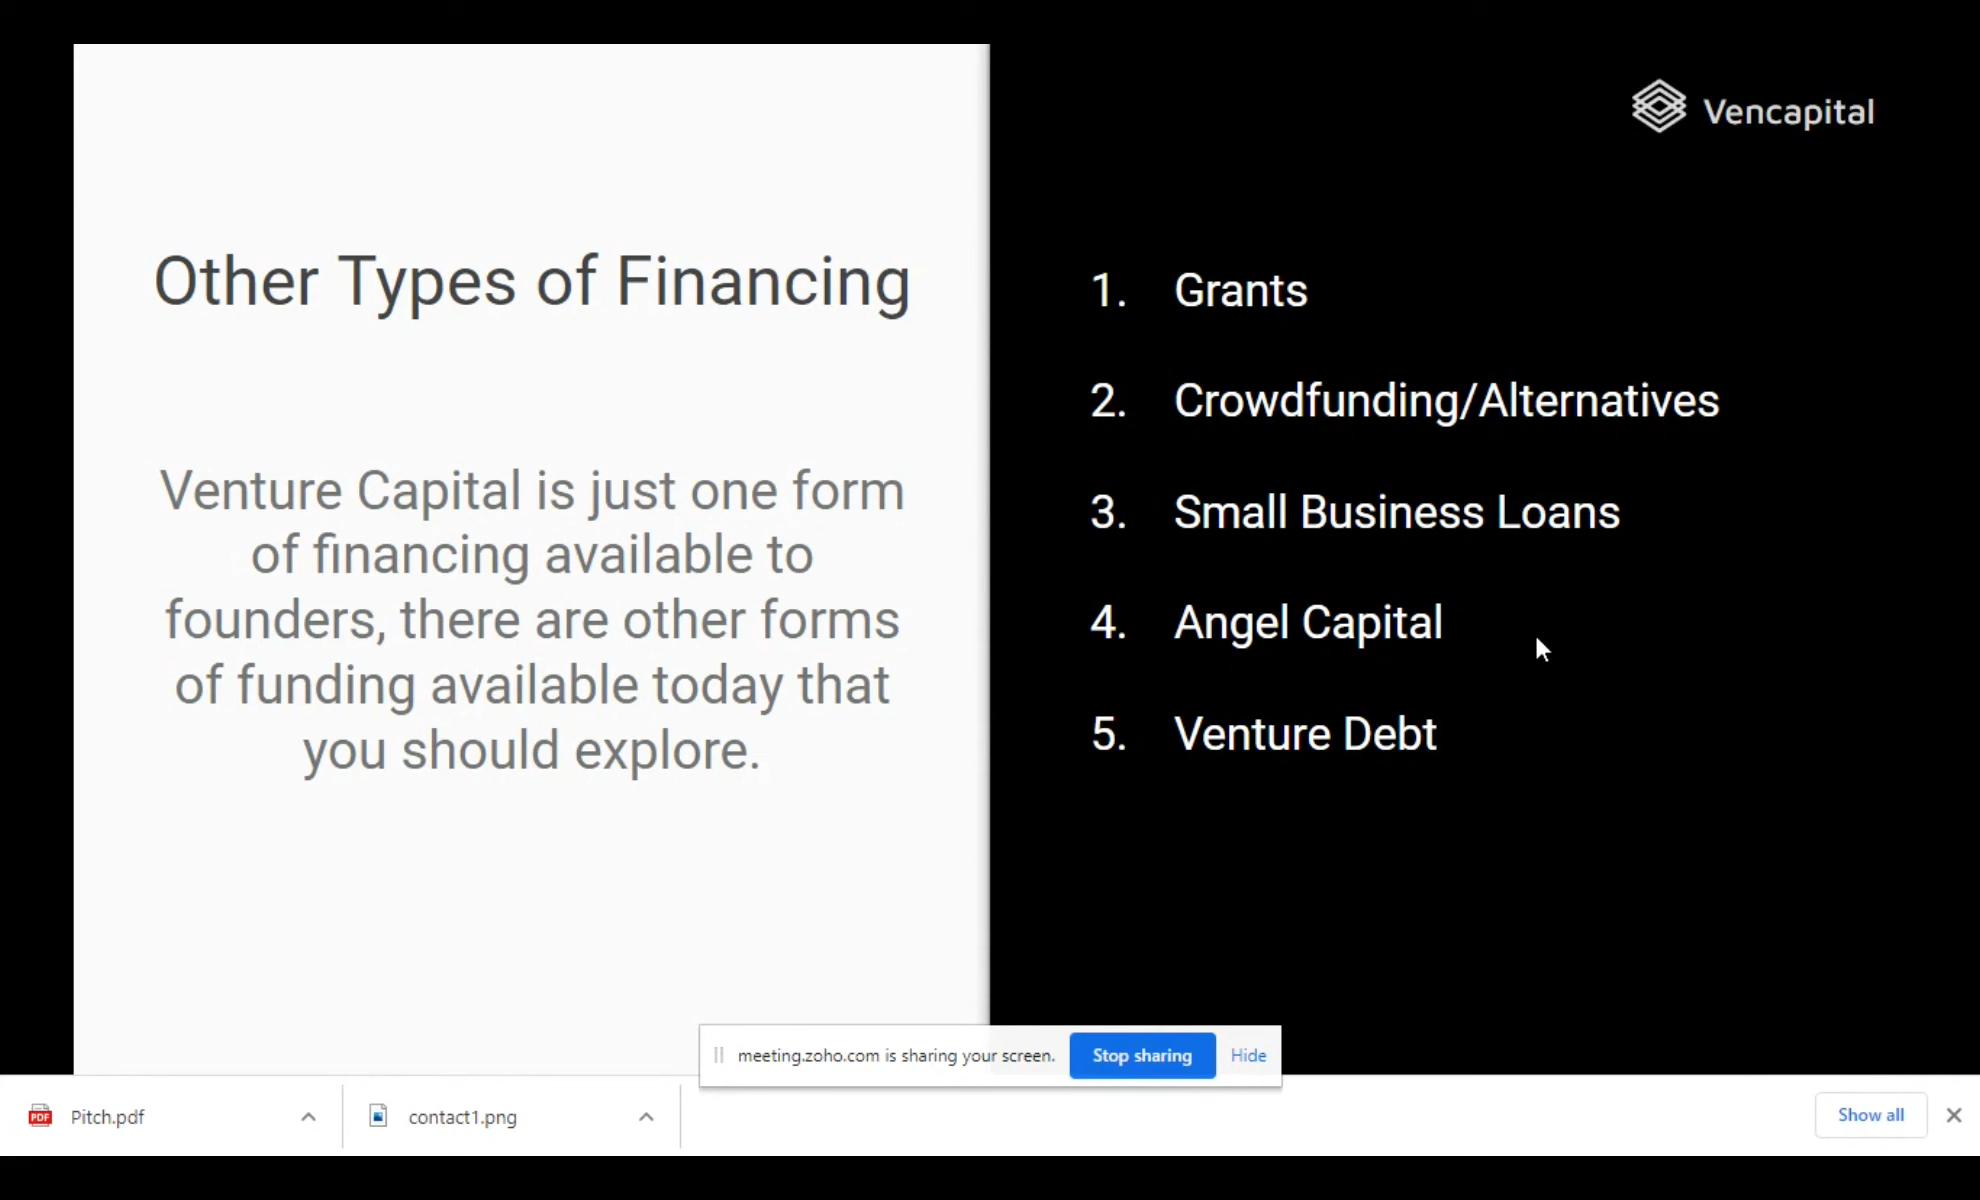 Vencapital
Other Types of Financing
Venture Capital is just one form
of financing available to
founders, there are other forms
of funding available today that
you should explore.
1. Grants
2. Crowdfunding/Alternatives
3. Small Business Loans
4. Angel Capital
5. Venture Debt
meeting.zoho.com is sharing your screen. Stop sharing Hide
PDF Pitch.pdf contact1.png Show all